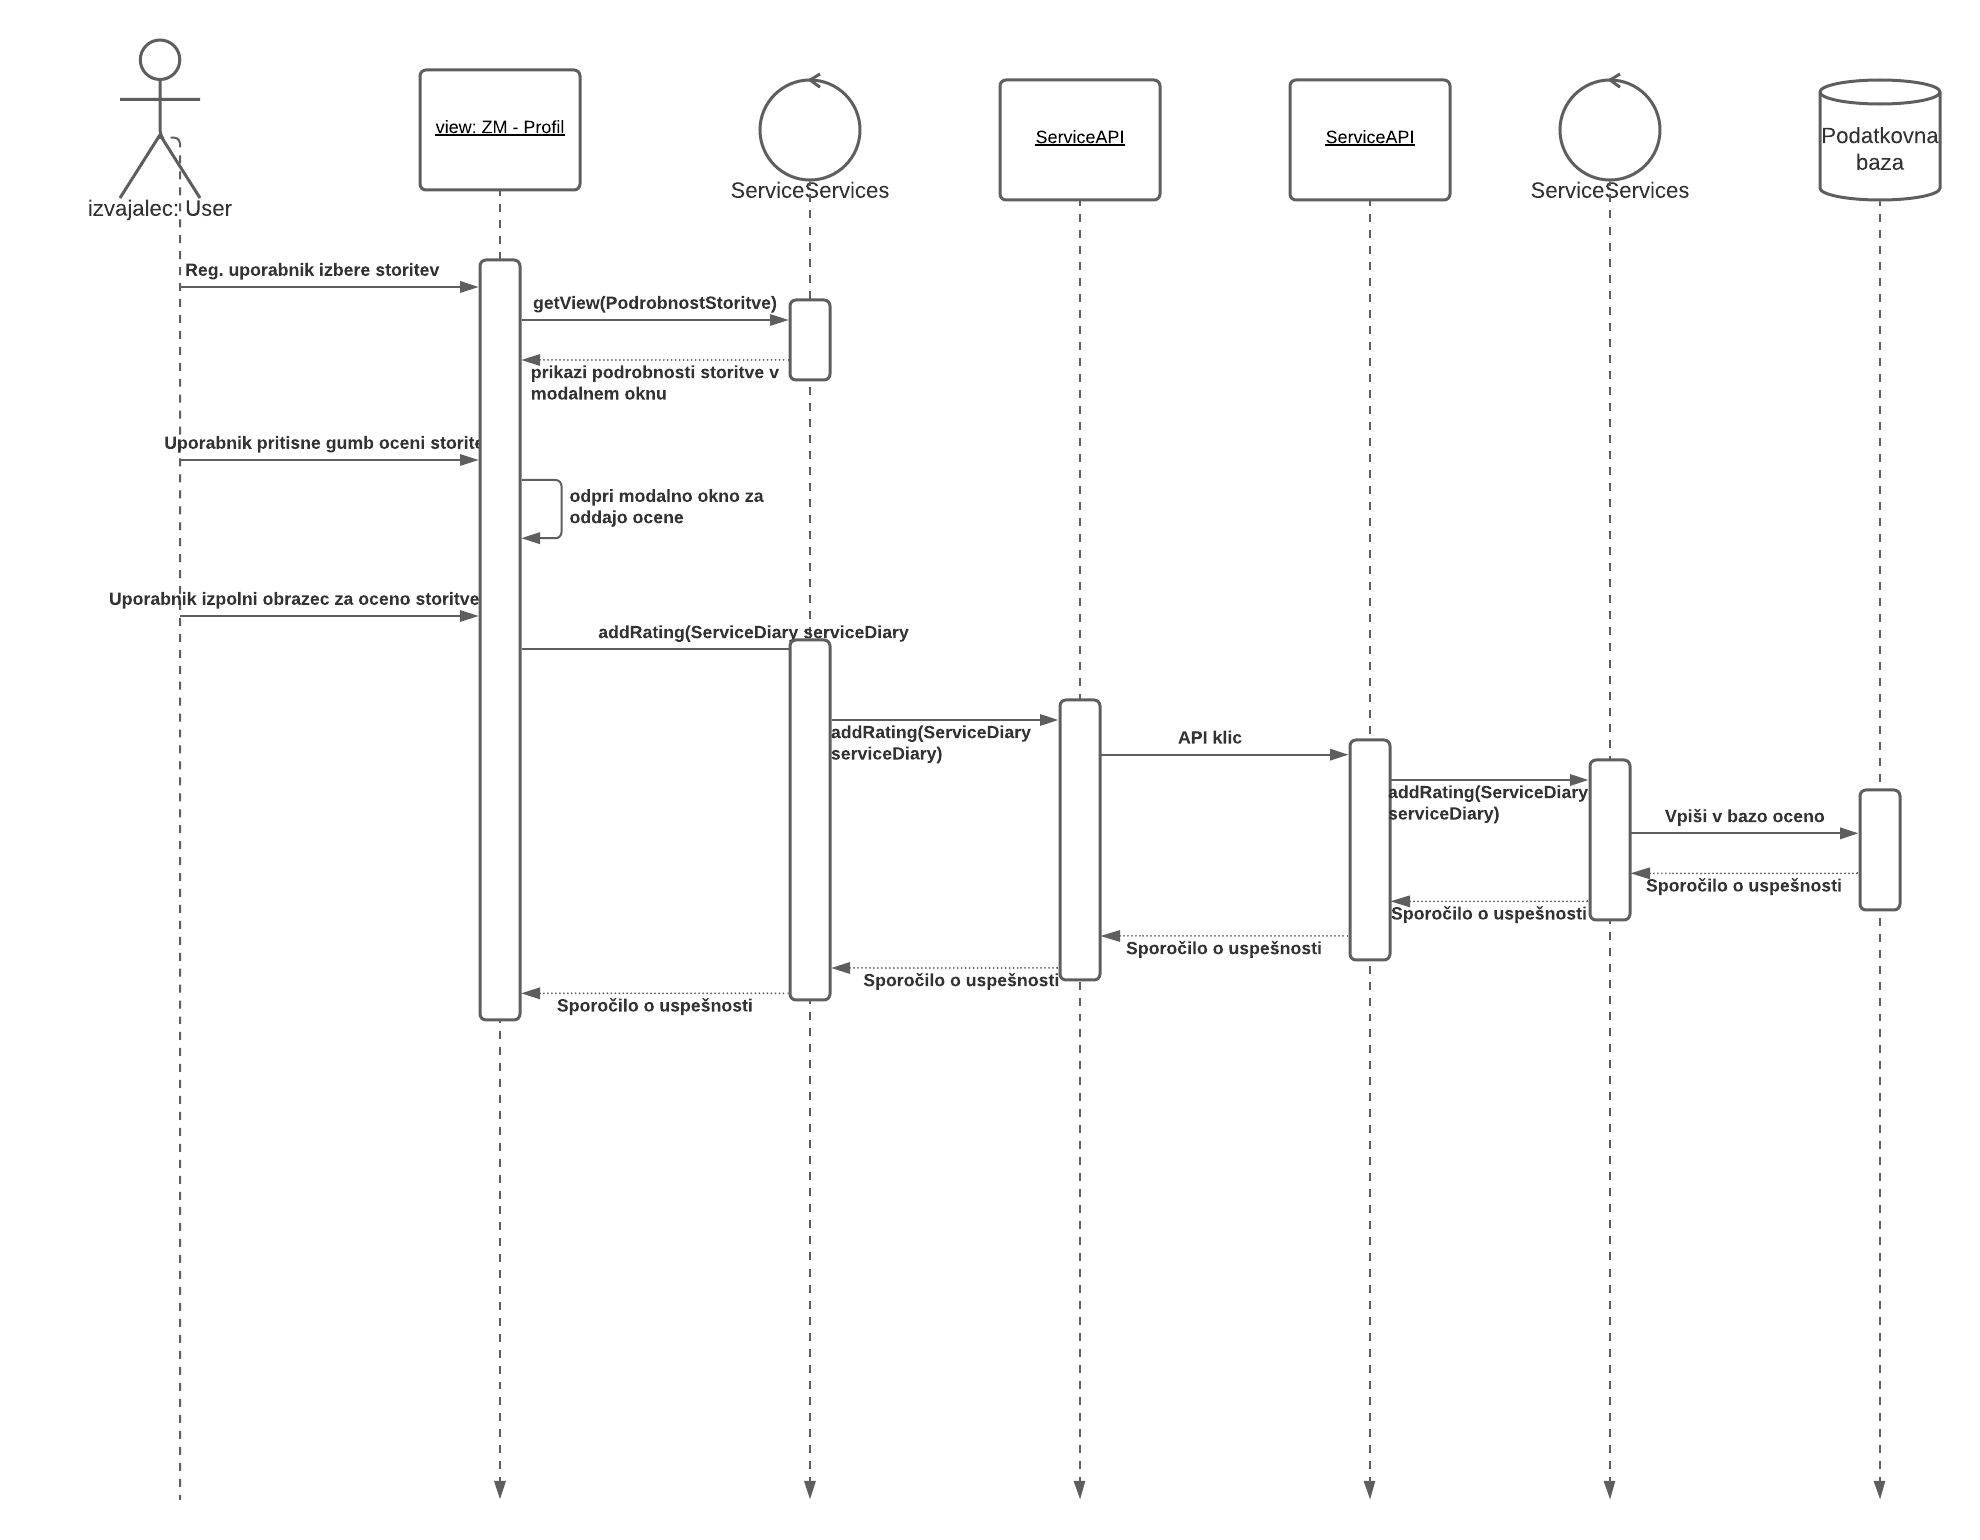 izvajalec: User
view: ZM - Profil
ServiceServices
ServiceAPI
ServiceAPI
ServiceServices
Podatkovna
baza
Reg. uporabnik izbere storitev
getView(PodrobnostStoritve)
prikazi podrobnosti storitve v
modalnem oknu
Uporabnik pritisne gumb oceni storite
odpri modalno okno za
oddajo ocene
Uporabnik izpolni obrazec za oceno storitve
addRating(ServiceDiary serviceDiary
addRating(ServiceDiary
serviceDiary)
API klic
addRating(ServiceDiary
serviceDiary)
Vpiši v bazo oceno
Sporočilo o uspešnosti
Sporočilo o uspešnosti
Sporočilo o uspešnosti
Sporočilo o uspešnosti
Sporočilo o uspešnosti